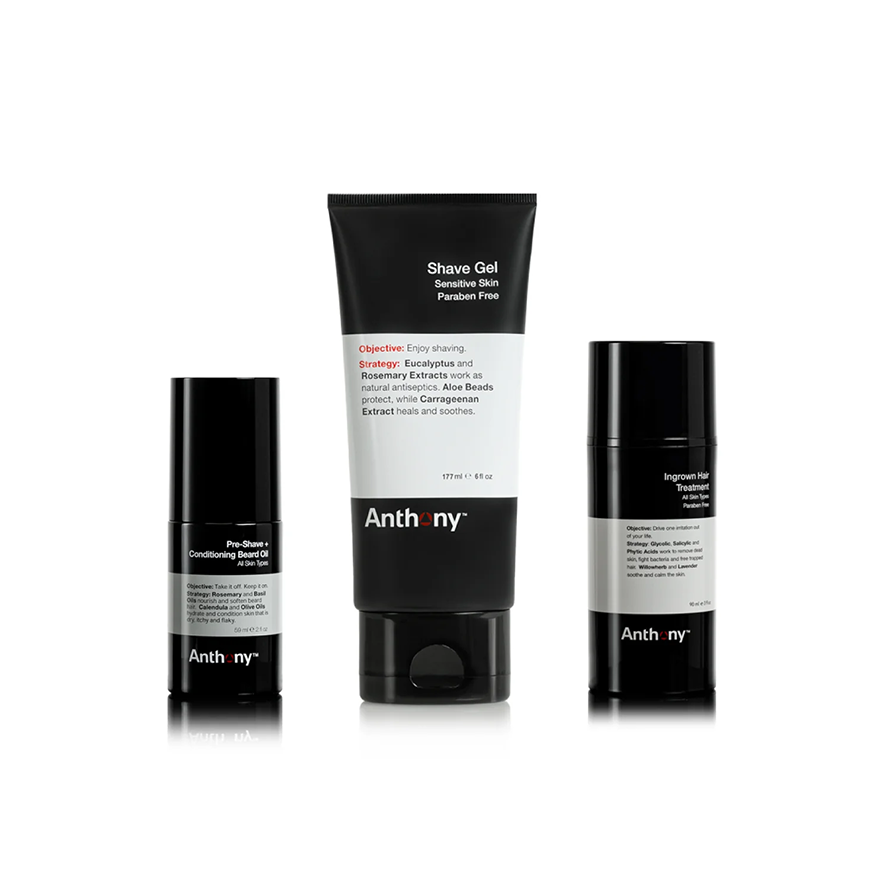 Pre-Shave +
Conditioning Beard Oil
All Skin Types
Objective: Take it off. Keep it on.
Strategy: Rosemary and Basil
Oils nourish and soften beard
hair. Calendula and Olive Oils
hydrate and condition skin that is
dry, itchy and flaky.
59 ml ℮ 2 fl oz
Anthony™
Shave Gel
Sensitive Skin
Paraben Free
Objective: Enjoy shaving.
Strategy: Eucalyptus and
Rosemary Extracts work as
natural antiseptics. Aloe Beads
protect, while Carrageenan
Extract heals and soothes.
177 ml ℮ 6 fl oz
Anthony™
Ingrown Hair
Treatment
All Skin Types
Paraben Free
Objective: Drive one irritation out
of your life.
Strategy: Glycolic, Salicylic and
Phytic Acids work to remove dead
skin, fight bacteria and free trapped
hair. Willowherb and Lavender
soothe and calm the skin.
90 ml ℮ 3 fl oz
Anthony™